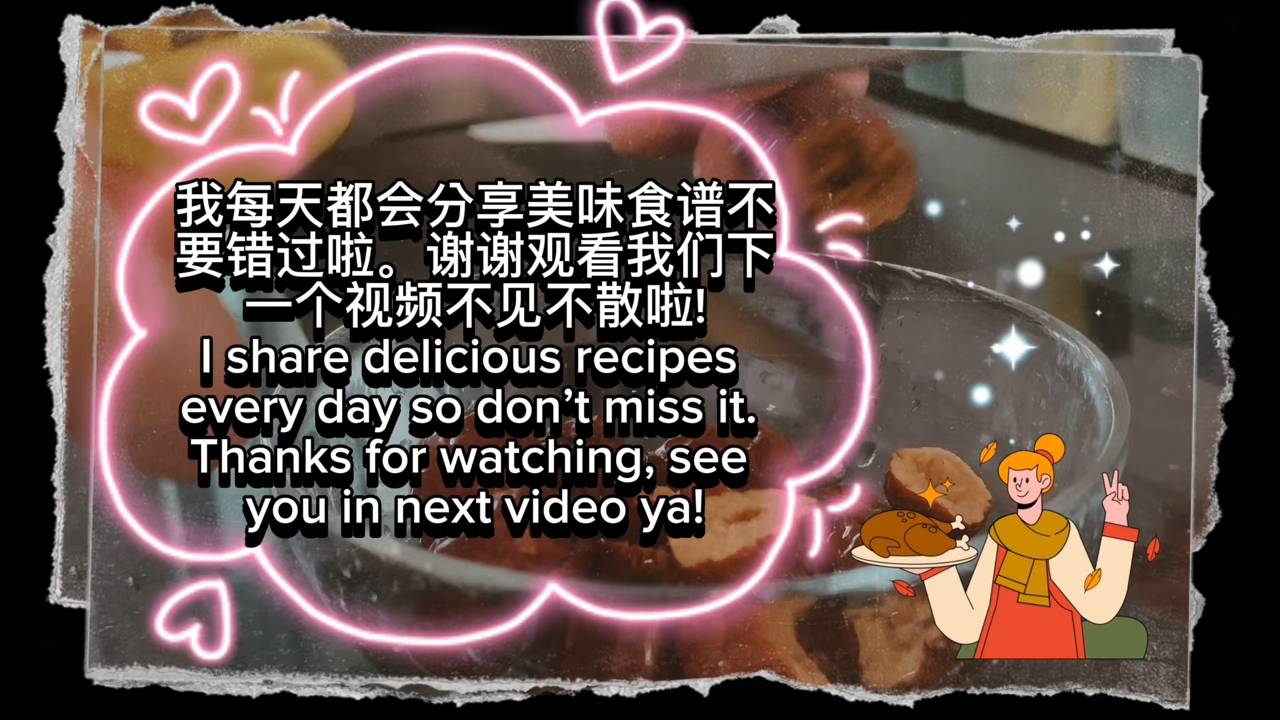 我每天都会分享美味食谱不
要错过啦。谢谢观看我们下
一个视频不见不散啦!
I share delicious recipes
every day so don’t miss it.
Thanks for watching, see
you in next video ya!